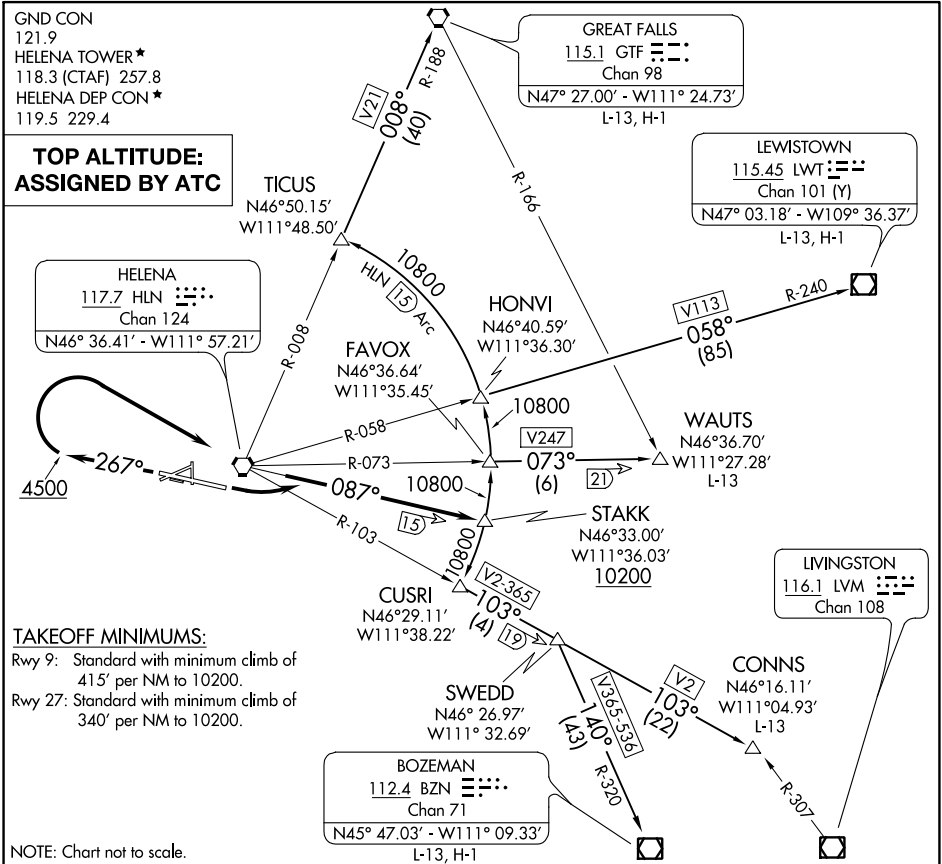 GND CON
121.9
HELENA TOWER★
118.3 (CTAF) 257.8
HELENA DEP CON★
119.5 229.4
TOP ALTITUDE:
ASSIGNED BY ATC
GREAT FALLS
115.1 GTF
Chan 98
N47° 27.00' - W111° 24.73'
L-13, H-1
R-188
V21
008°
(40)
R-166
LEWISTOWN
115.45 LWT
Chan 101 (Y)
N47° 03.18' - W109° 36.37'
L-13, H-1
TICUS
N46°50.15'
W111°48.50'
HELENA
117.7 HLN
Chan 124
N46° 36.41' - W111° 57.21'
10800
HLN 15 Arc
R-008
HONVI
N46°40.59'
W111°36.30'
V113
R-240
058°
(85)
FAVOX
N46°36.64'
W111°35.45'
R-058
10800
WAUTS
N46°36.70'
W111°27.28'
L-13
R-073
V247
073°
(6)
21
267°
4500
087°
15
10800
R-103
STAKK
N46°33.00'
W111°36.03'
10200
10800
CUSRI
N46°29.11'
W111°38.22'
V2-365
103°
(4)
19
LIVINGSTON
116.1 LVM
Chan 108
TAKEOFF MINIMUMS:
Rwy 9: Standard with minimum climb of
415' per NM to 10200.
Rwy 27: Standard with minimum climb of
340' per NM to 10200.
SWEDD
N46° 26.97'
W111° 32.69'
V365-536
140°
(43)
R-320
V2
103°
(22)
CONNS
N46°16.11'
W111°04.93'
L-13
R-307
BOZEMAN
112.4 BZN
Chan 71
N45° 47.03' - W111° 09.33'
L-13, H-1
NOTE: Chart not to scale.